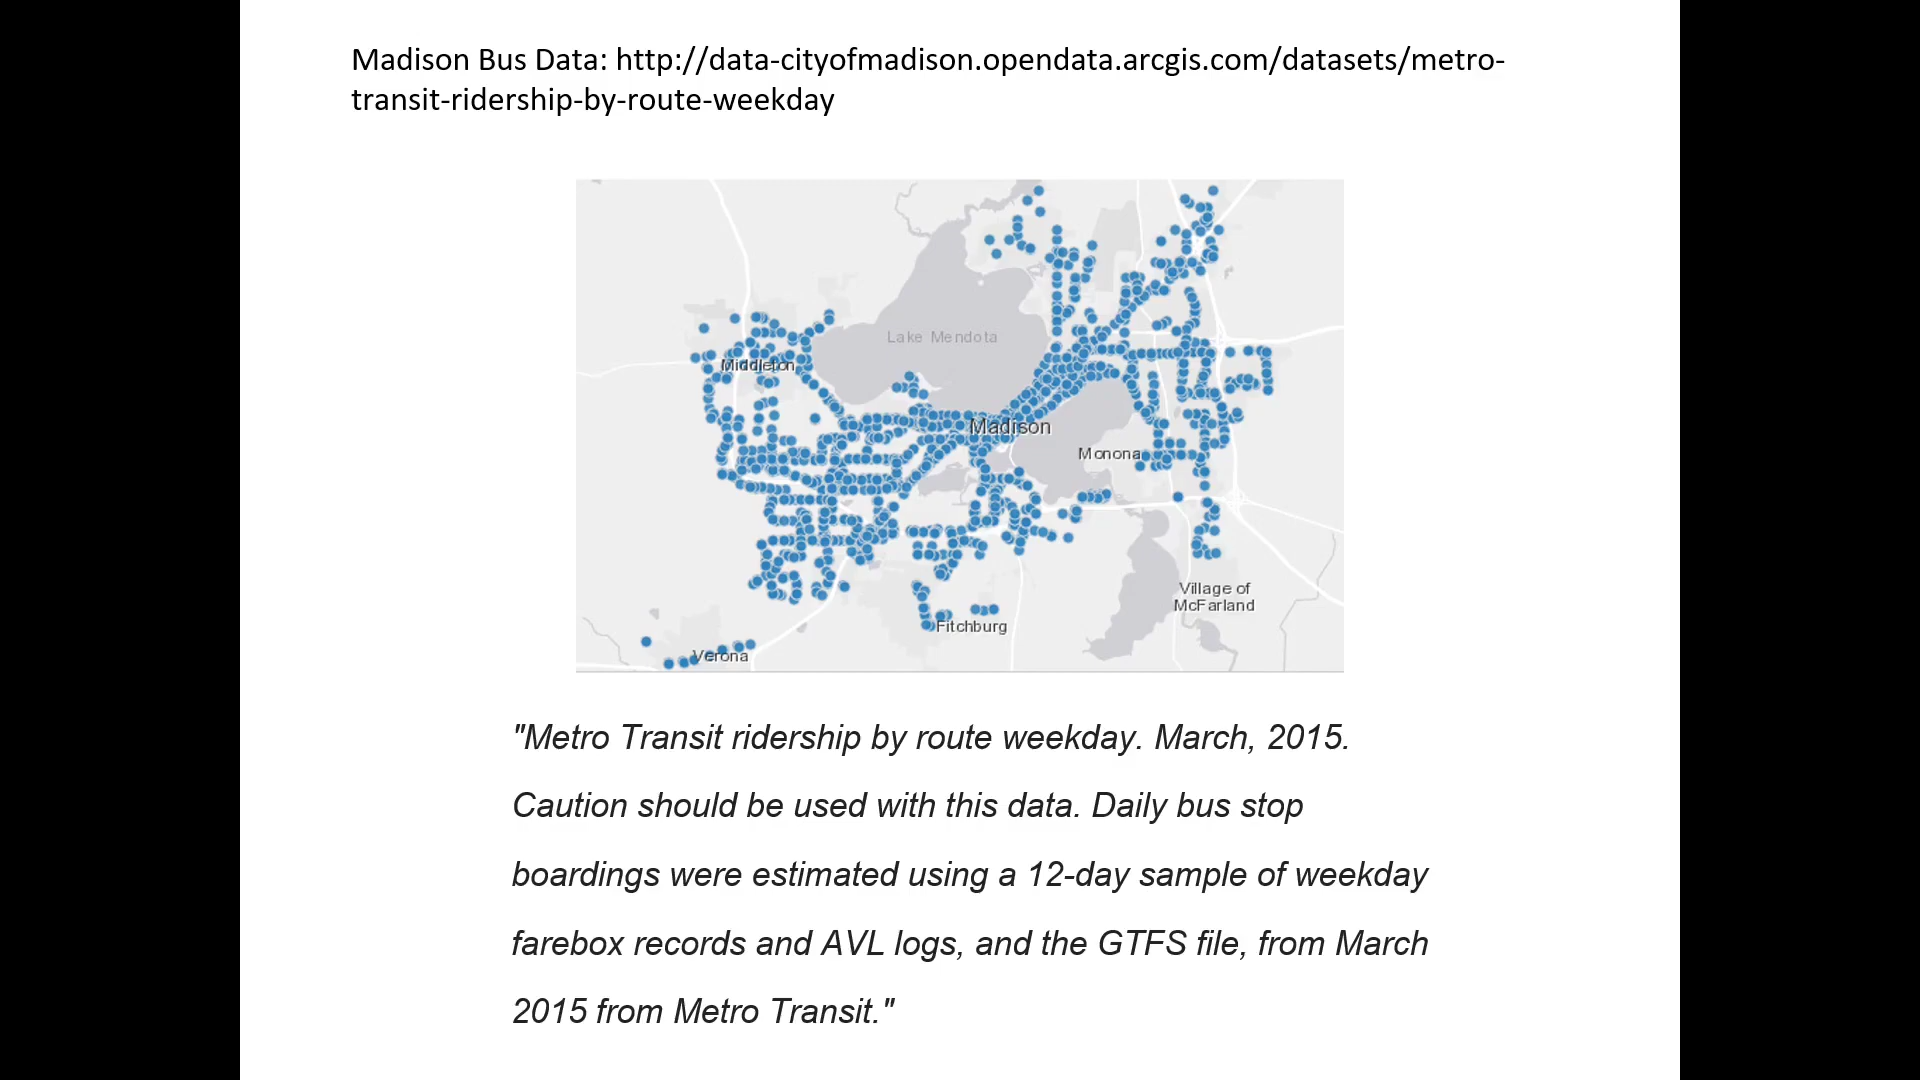 Madison Bus Data: http://data-cityofmadison.opendata.arcgis.com/datasets/metro-
transit-ridership-by-route-weekday
Lake Mendota
Middleton
Madison
Monona
Village of
McFarland
Fitchburg
Verona
"Metro Transit ridership by route weekday. March, 2015.
Caution should be used with this data. Daily bus stop
boardings were estimated using a 12-day sample of weekday
farebox records and AVL logs, and the GTFS file, from March
2015 from Metro Transit."